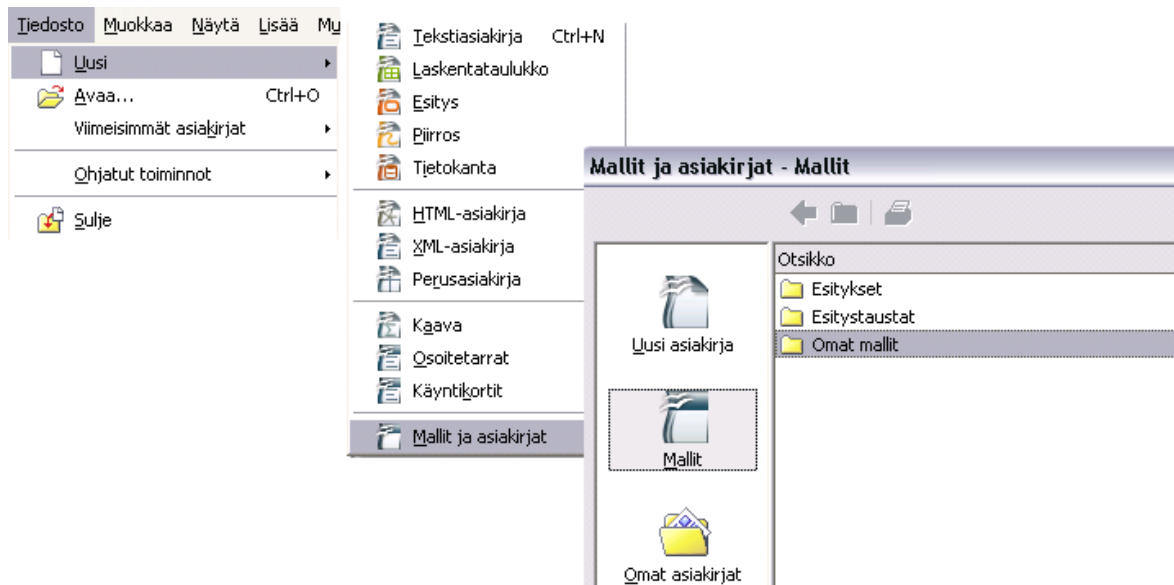 Tiedosto Muokkaa Näytä Lisää Mu
Uusi
Avaa... Ctrl+O
Viimeisimmät asiakirjat
Ohjatut toiminnot
Sulje
Tekstiasiakirja Ctrl+N
Laskentataulukko
Esitys
Piirros
Tietokanta
HTML-asiakirja
XML-asiakirja
Perusasiakirja
Kaava
Osoitetarrat
Käyntikortit
Mallit ja asiakirjat
Mallit ja asiakirjat - Mallit
Uusi asiakirja
Mallit
Omat asiakirjat
Otsikko
Esitykset
Esitystaustat
Omat mallit